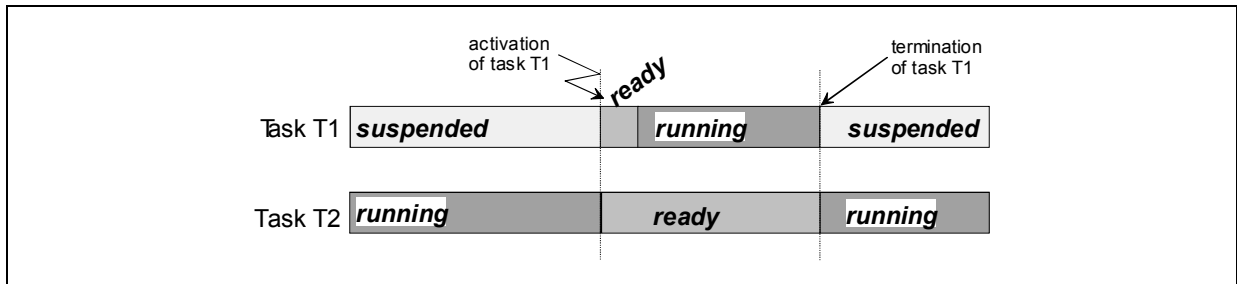 activation
of task T1
ready
termination
of task T1
Task T1 suspended running suspended
Task T2 running ready running